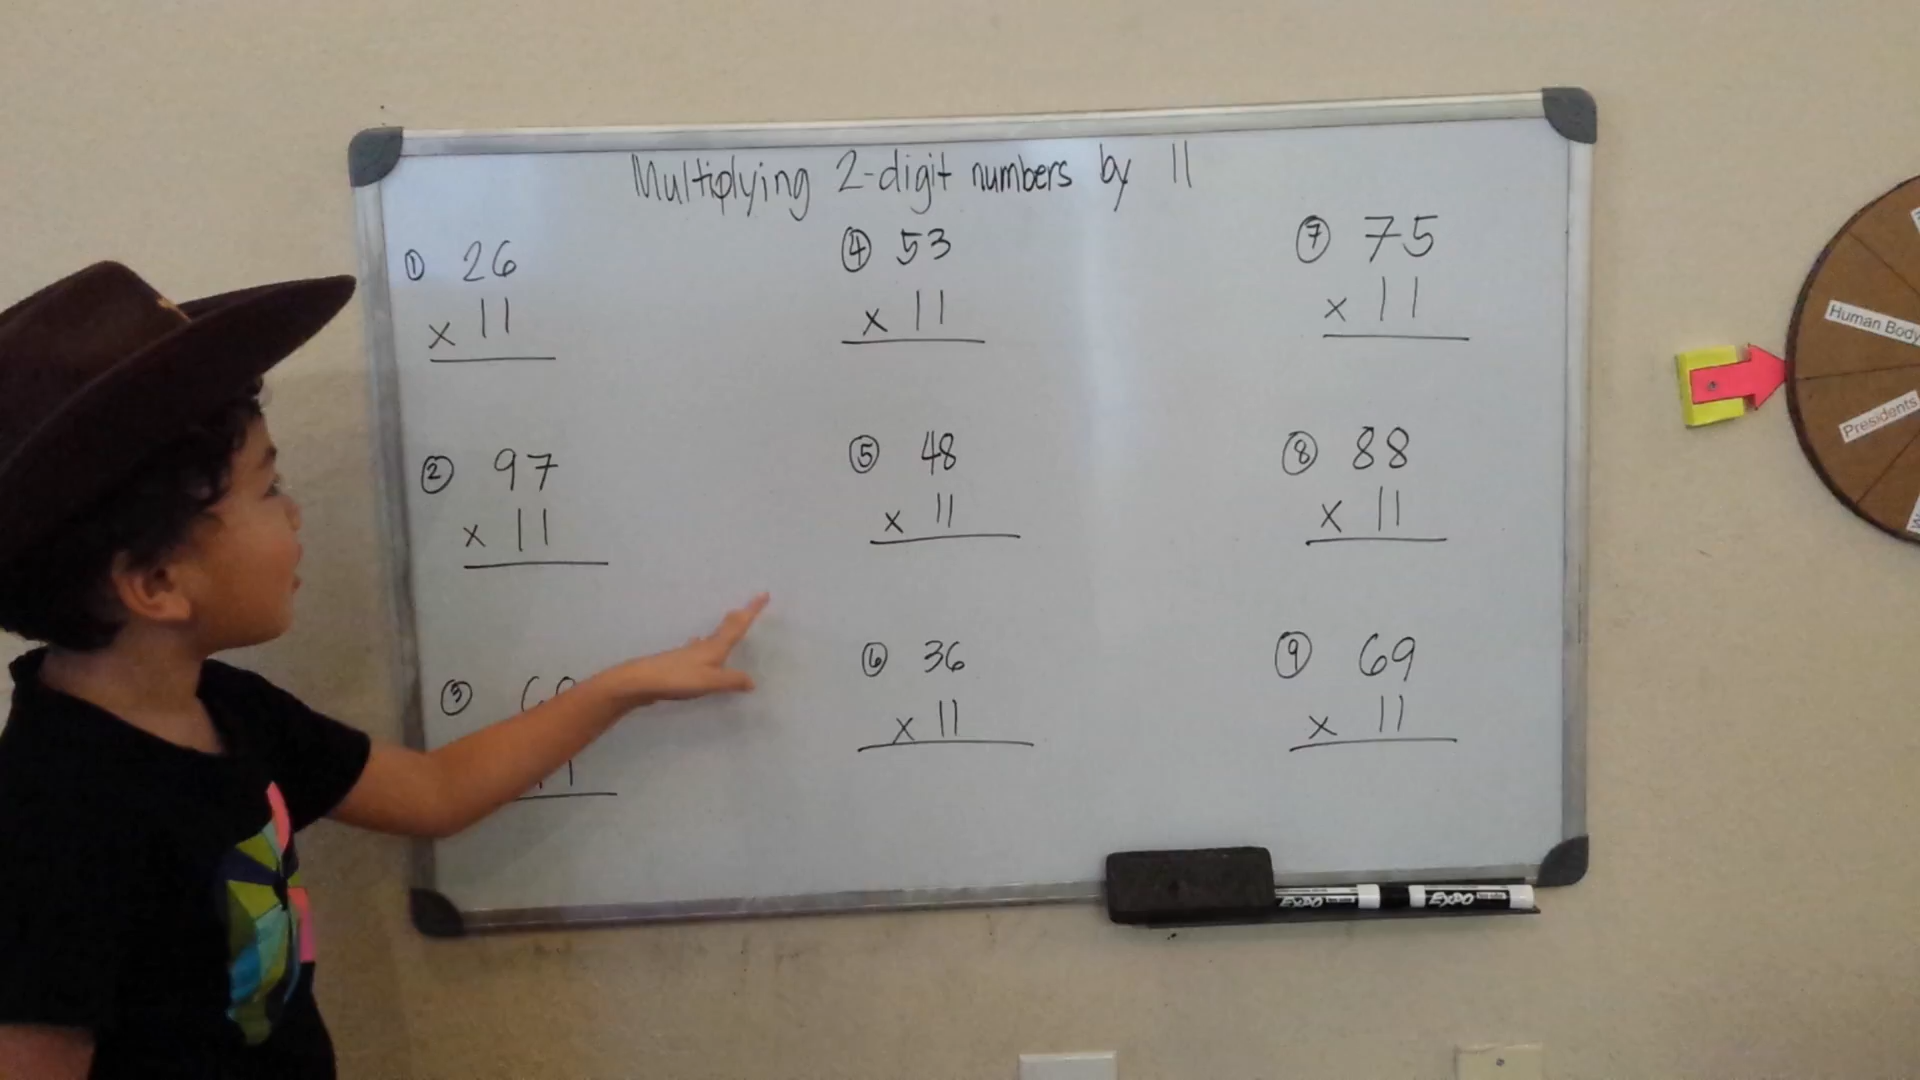 Multiplying 2-digit numbers by 11
① 26
x 11
② 97
x 11
③
④ 53
x 11
⑤ 48
x 11
⑥ 36
x 11
⑦ 75
x 11
⑧ 88
x 11
⑨ 69
x 11
EXPO EXPO
Human Body
Presidents